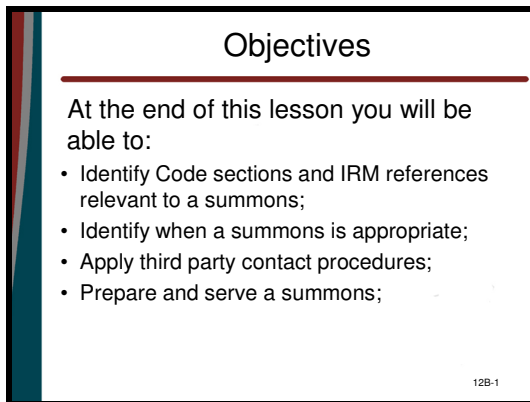 Objectives
At the end of this lesson you will be
able to:
• Identify Code sections and IRM references
relevant to a summons;
• Identify when a summons is appropriate;
• Apply third party contact procedures;
• Prepare and serve a summons;
12B-1